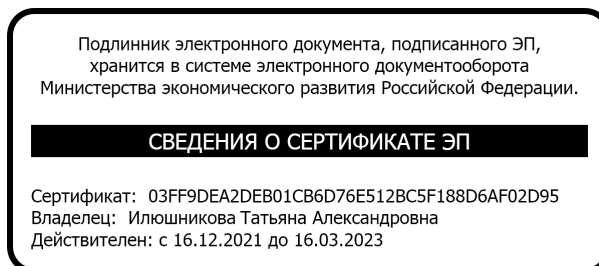 Подлинник электронного документа, подписанного ЭП,
хранится в системе электронного документооборота
Министерства экономического развития Российской Федерации.
СВЕДЕНИЯ О СЕРТИФИКАТЕ ЭП
Сертификат: 03FF9DEA2DEB01CB6D76E512BC5F188D6AF02D95
Владелец: Илюшникова Татьяна Александровна
Действителен: с 16.12.2021 до 16.03.2023